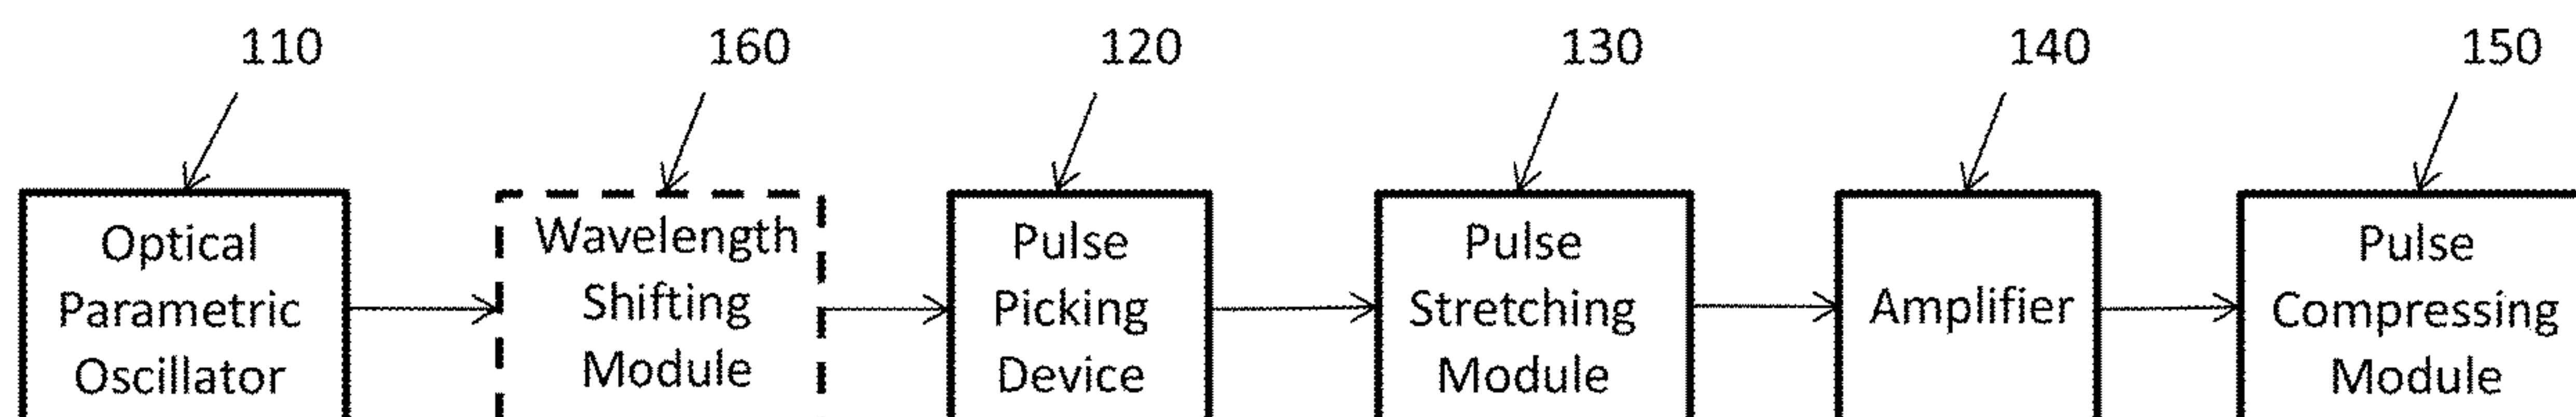 110
160
120
130
140
150
Optical
Parametric
Oscillator
Wavelength
Shifting
Module
Pulse
Picking
Device
Pulse
Stretching
Module
Amplifier
Pulse
Compressing
Module